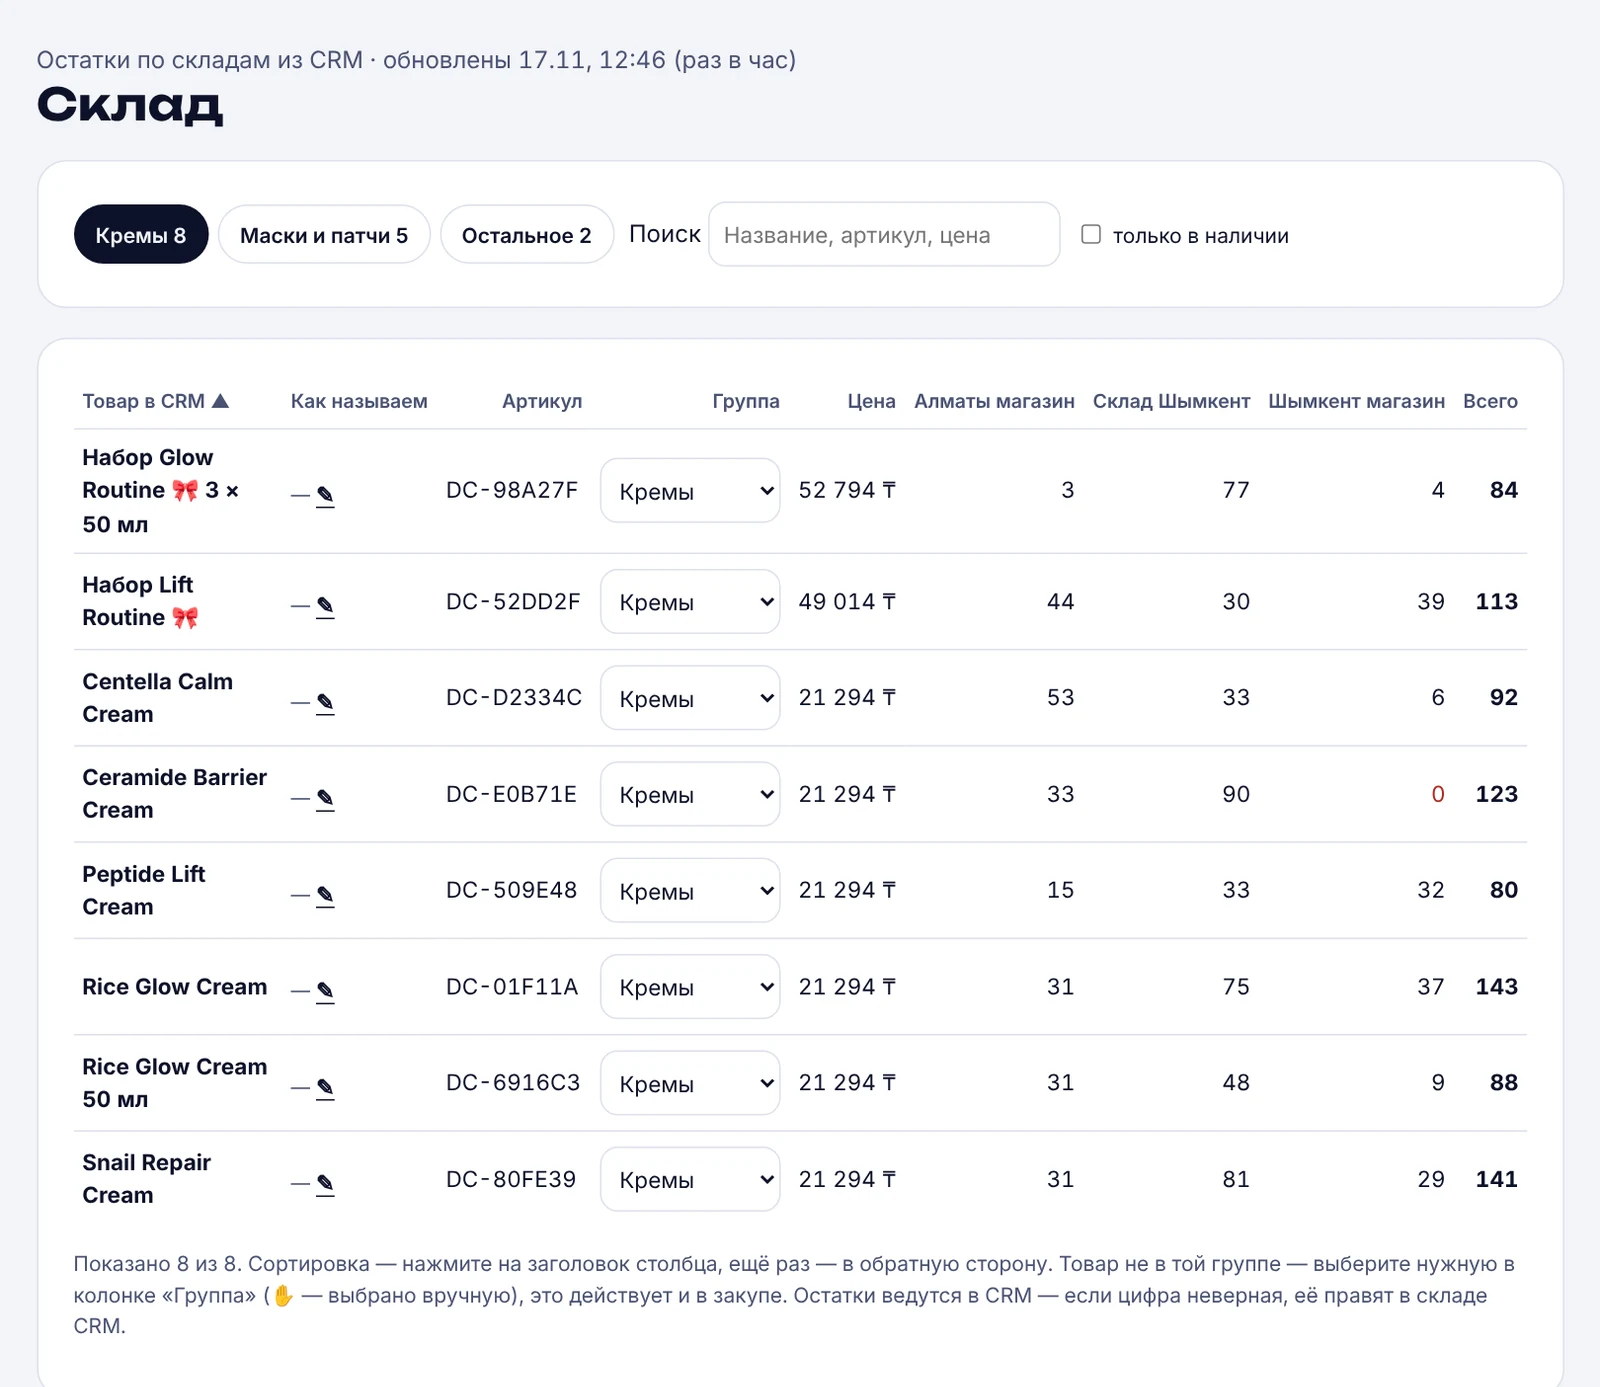 Остатки по складам из CRM · обновлены 17.11, 12:46 (раз в час)
Склад
Кремы 8 Маски и патчи 5 Остальное 2 Поиск Название, артикул, цена только в наличии
Товар в CRM ▲ Как называем Артикул Группа Цена Алматы магазин Склад Шымкент Шымкент магазин Всего
Набор Glow
Routine 🎀 3 ×
50 мл
— ✎ DC-98A27F Кремы 52 794 ₸ 3 77 4 84
Набор Lift
Routine 🎀
— ✎ DC-52DD2F Кремы 49 014 ₸ 44 30 39 113
Centella Calm
Cream
— ✎ DC-D2334C Кремы 21 294 ₸ 53 33 6 92
Ceramide Barrier
Cream
— ✎ DC-E0B71E Кремы 21 294 ₸ 33 90 0 123
Peptide Lift
Cream
— ✎ DC-509E48 Кремы 21 294 ₸ 15 33 32 80
Rice Glow Cream — ✎ DC-01F11A Кремы 21 294 ₸ 31 75 37 143
Rice Glow Cream
50 мл
— ✎ DC-6916C3 Кремы 21 294 ₸ 31 48 9 88
Snail Repair
Cream
— ✎ DC-80FE39 Кремы 21 294 ₸ 31 81 29 141
Показано 8 из 8. Сортировка — нажмите на заголовок столбца, ещё раз — в обратную сторону. Товар не в той группе — выберите нужную в
колонке «Группа» (✋ — выбрано вручную), это действует и в закупе. Остатки ведутся в CRM — если цифра неверная, её правят в складе
CRM.